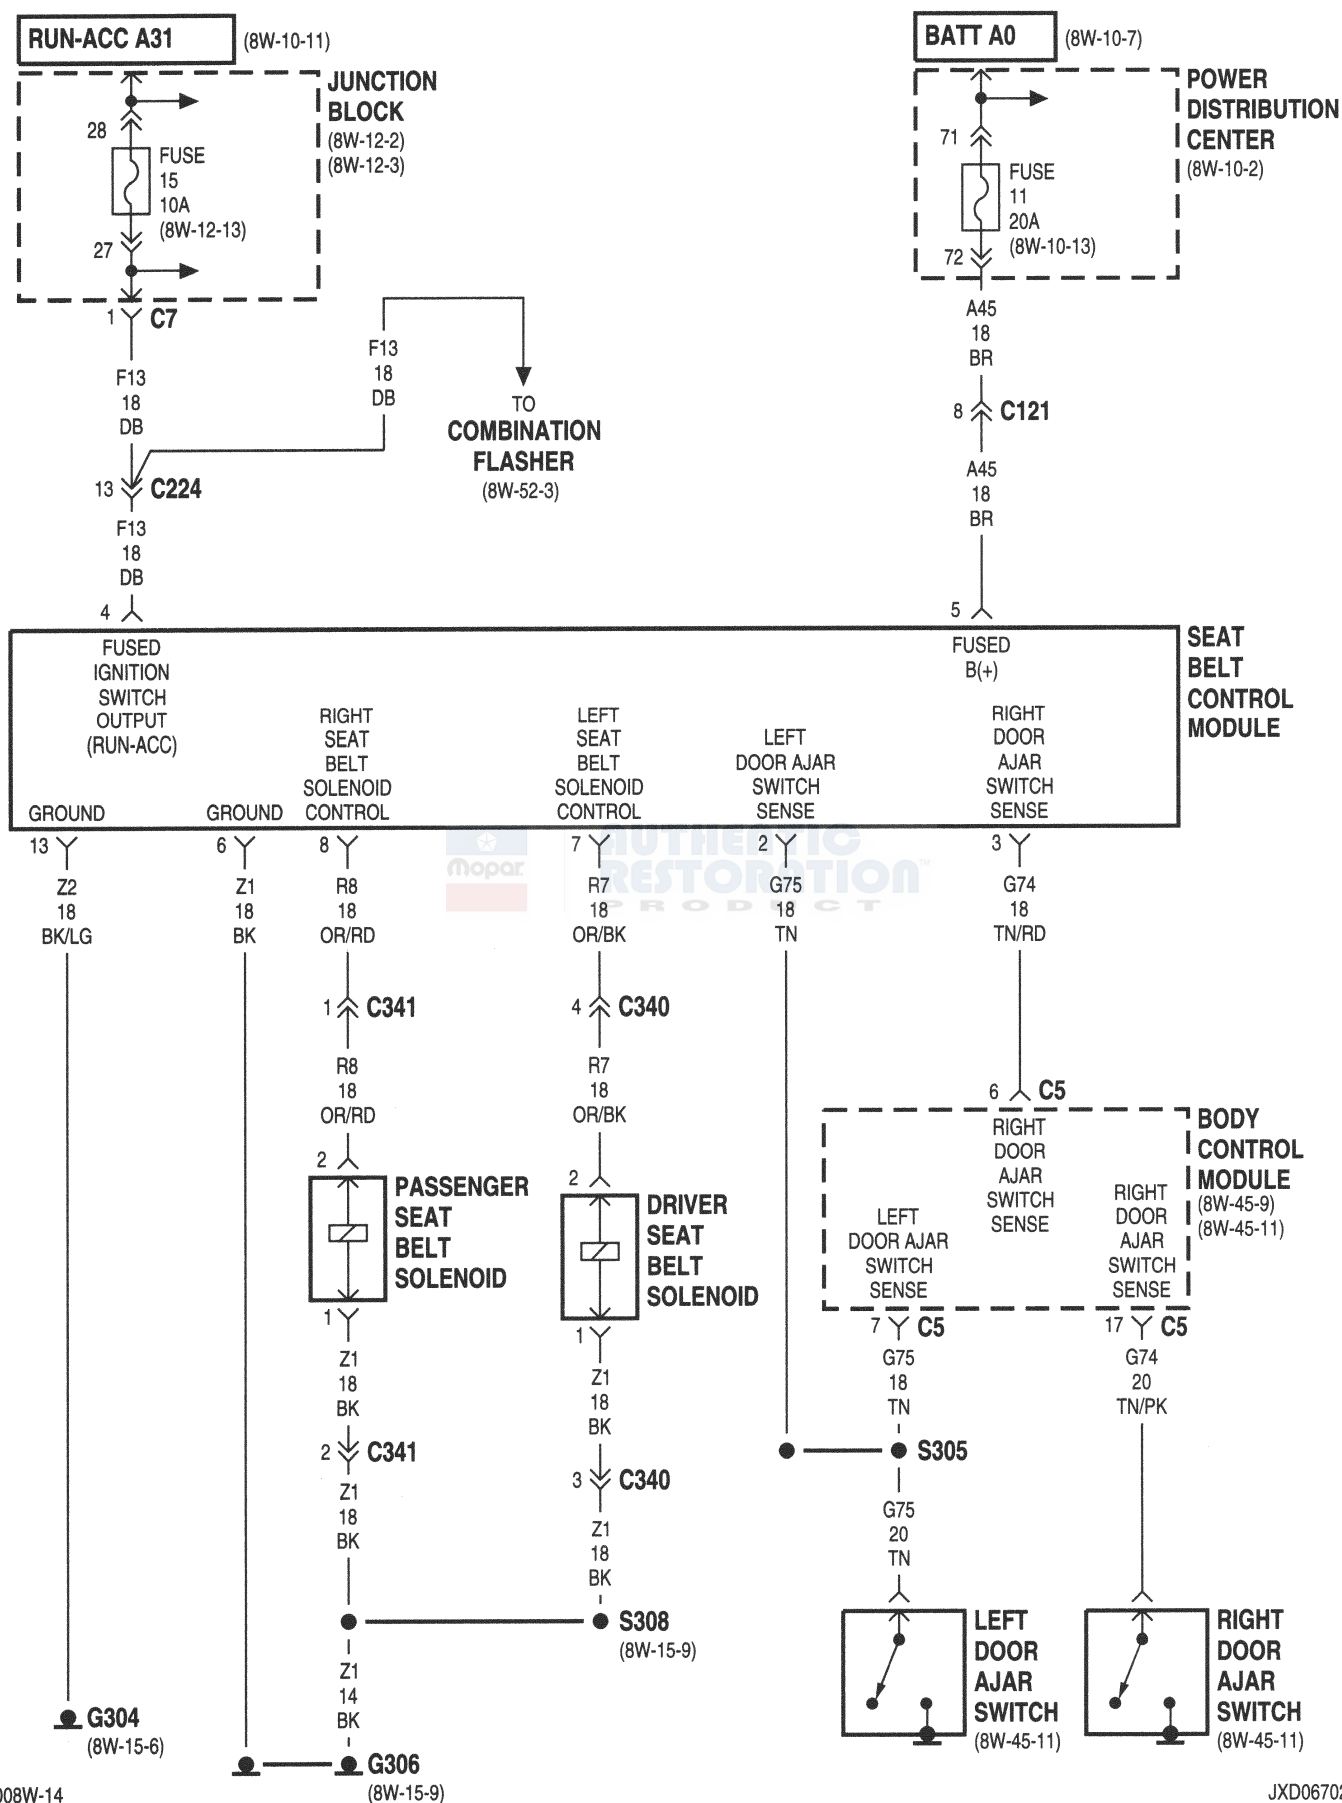 RUN-ACC A31
(8W-10-11)
BATT A0
(8W-10-7)
JUNCTION
BLOCK
(8W-12-2)
(8W-12-3)
28
FUSE
15
10A
(8W-12-13)
27
1
C7
POWER
DISTRIBUTION
CENTER
(8W-10-2)
71
FUSE
11
20A
(8W-10-13)
72
F13
18
DB
F13
18
DB
TO
COMBINATION
FLASHER
(8W-52-3)
13
C224
F13
18
DB
4
A45
18
BR
8
C121
A45
18
BR
5
SEAT
BELT
CONTROL
MODULE
FUSED
IGNITION
SWITCH
OUTPUT
(RUN-ACC)
FUSED
B(+)
GROUND
GROUND
RIGHT
SEAT
BELT
SOLENOID
CONTROL
LEFT
SEAT
BELT
SOLENOID
CONTROL
LEFT
DOOR AJAR
SWITCH
SENSE
RIGHT
DOOR
AJAR
SWITCH
SENSE
13
6
8
7
2
3
Mopar
AUTHENTIC
RESTORATION™
PRODUCT
Z2
18
BK/LG
Z1
18
BK
R8
18
OR/RD
R7
18
OR/BK
G75
18
TN
G74
18
TN/RD
1
C341
4
C340
R8
18
OR/RD
R7
18
OR/BK
6
C5
2
PASSENGER
SEAT
BELT
SOLENOID
1
2
DRIVER
SEAT
BELT
SOLENOID
1
BODY
CONTROL
MODULE
(8W-45-9)
(8W-45-11)
RIGHT
DOOR
AJAR
SWITCH
SENSE
LEFT
DOOR AJAR
SWITCH
SENSE
RIGHT
DOOR
AJAR
SWITCH
SENSE
7
C5
17
C5
Z1
18
BK
Z1
18
BK
G75
18
TN
G74
20
TN/PK
2
C341
3
C340
S305
Z1
18
BK
Z1
18
BK
G75
20
TN
S308
(8W-15-9)
Z1
14
BK
LEFT
DOOR
AJAR
SWITCH
(8W-45-11)
RIGHT
DOOR
AJAR
SWITCH
(8W-45-11)
G304
(8W-15-6)
G306
(8W-15-9)
008W-14
JXD06702